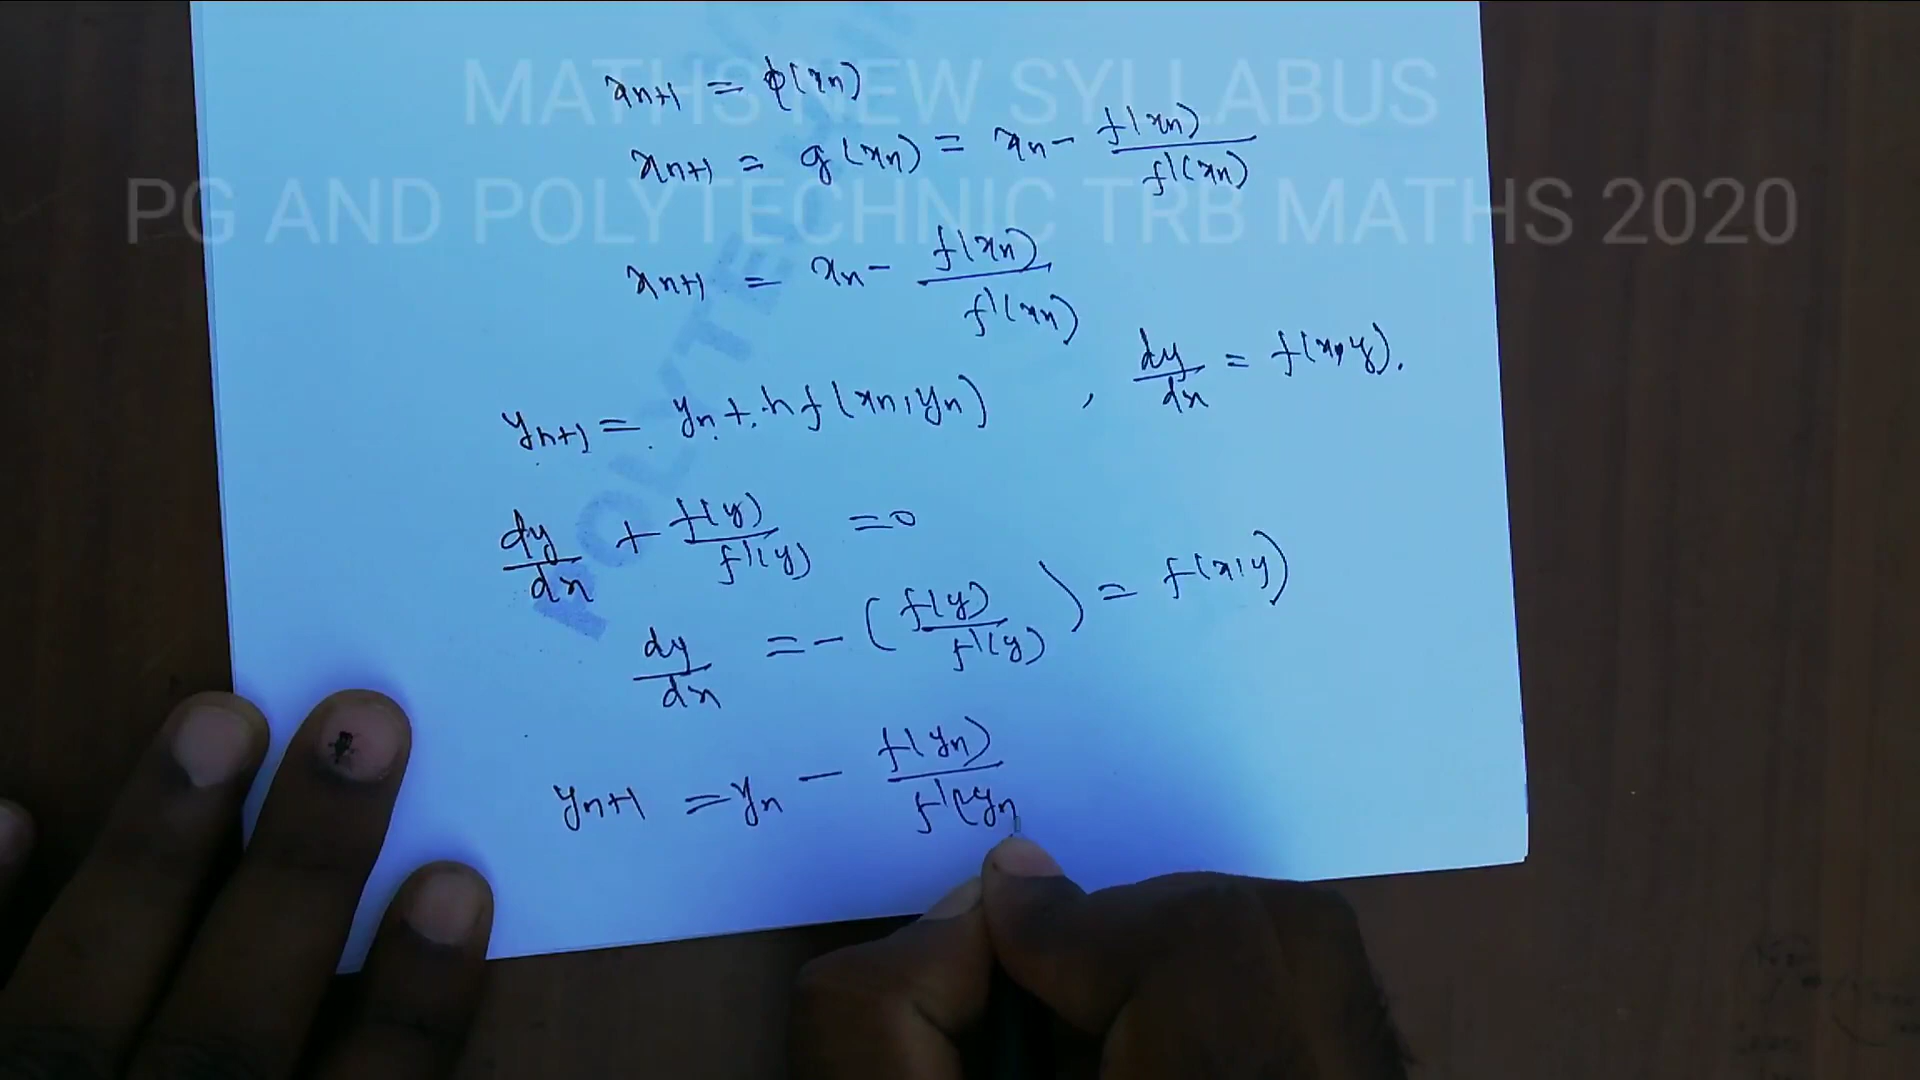 MATHS NEW SYLLABUS
PG AND POLYTECHNIC TRB MATHS 2020
xn+1 = ϕ(xn)
xn+1 = g(xn) = xn - f(xn)/f'(xn)
xn+1 = xn - f(xn)/f'(xn)
yn+1 = yn + h f(xn, yn) , dy/dx = f(x, y).
dy/dx + f(y)/f'(y) = 0
dy/dx = - (f(y)/f'(y)) = f(x, y)
yn+1 = yn - f(yn)/f'(yn